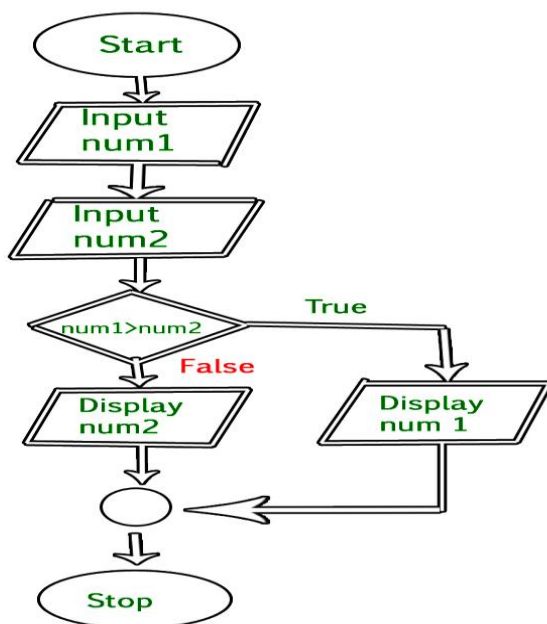 Start
Input
num1
Input
num2
num1>num2
True
False
Display
num2
Display
num 1
Stop